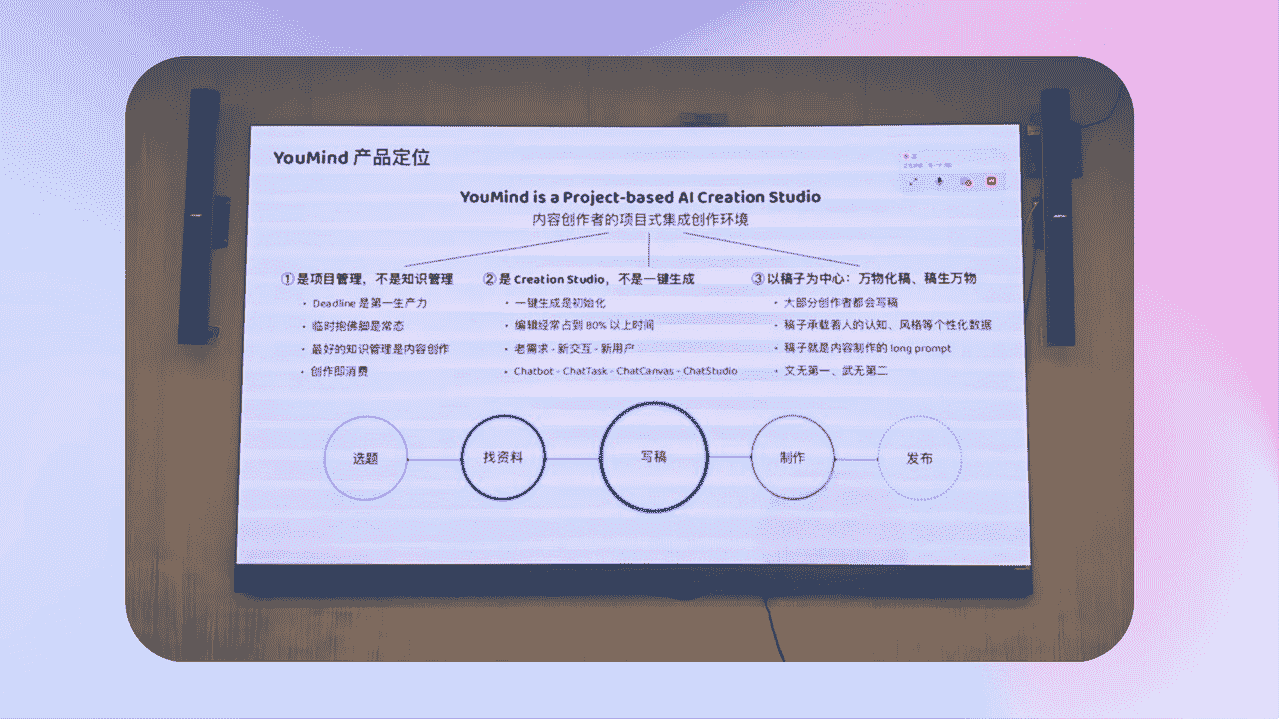 YouMind 产品定位
YouMind is a Project-based AI Creation Studio
内容创作者的项目式集成创作环境
① 是项目管理，不是知识管理
· Deadline 是第一生产力
· 临时抱佛脚是常态
· 最好的知识管理是内容创作
· 创作即消费
② 是 Creation Studio，不是一键生成
· 一键生成是初始化
· 编辑经常占到 80% 以上时间
· 老需求 - 新交互 - 新用户
· Chatbot - ChatTask - ChatCanvas - ChatStudio
③ 以稿子为中心：万物化稿、稿生万物
· 大部分创作者都会写稿
· 稿子承载着人的认知、风格等个性化数据
· 稿子就是内容制作的 long prompt
· 文无第一、武无第二
选题
找资料
写稿
制作
发布